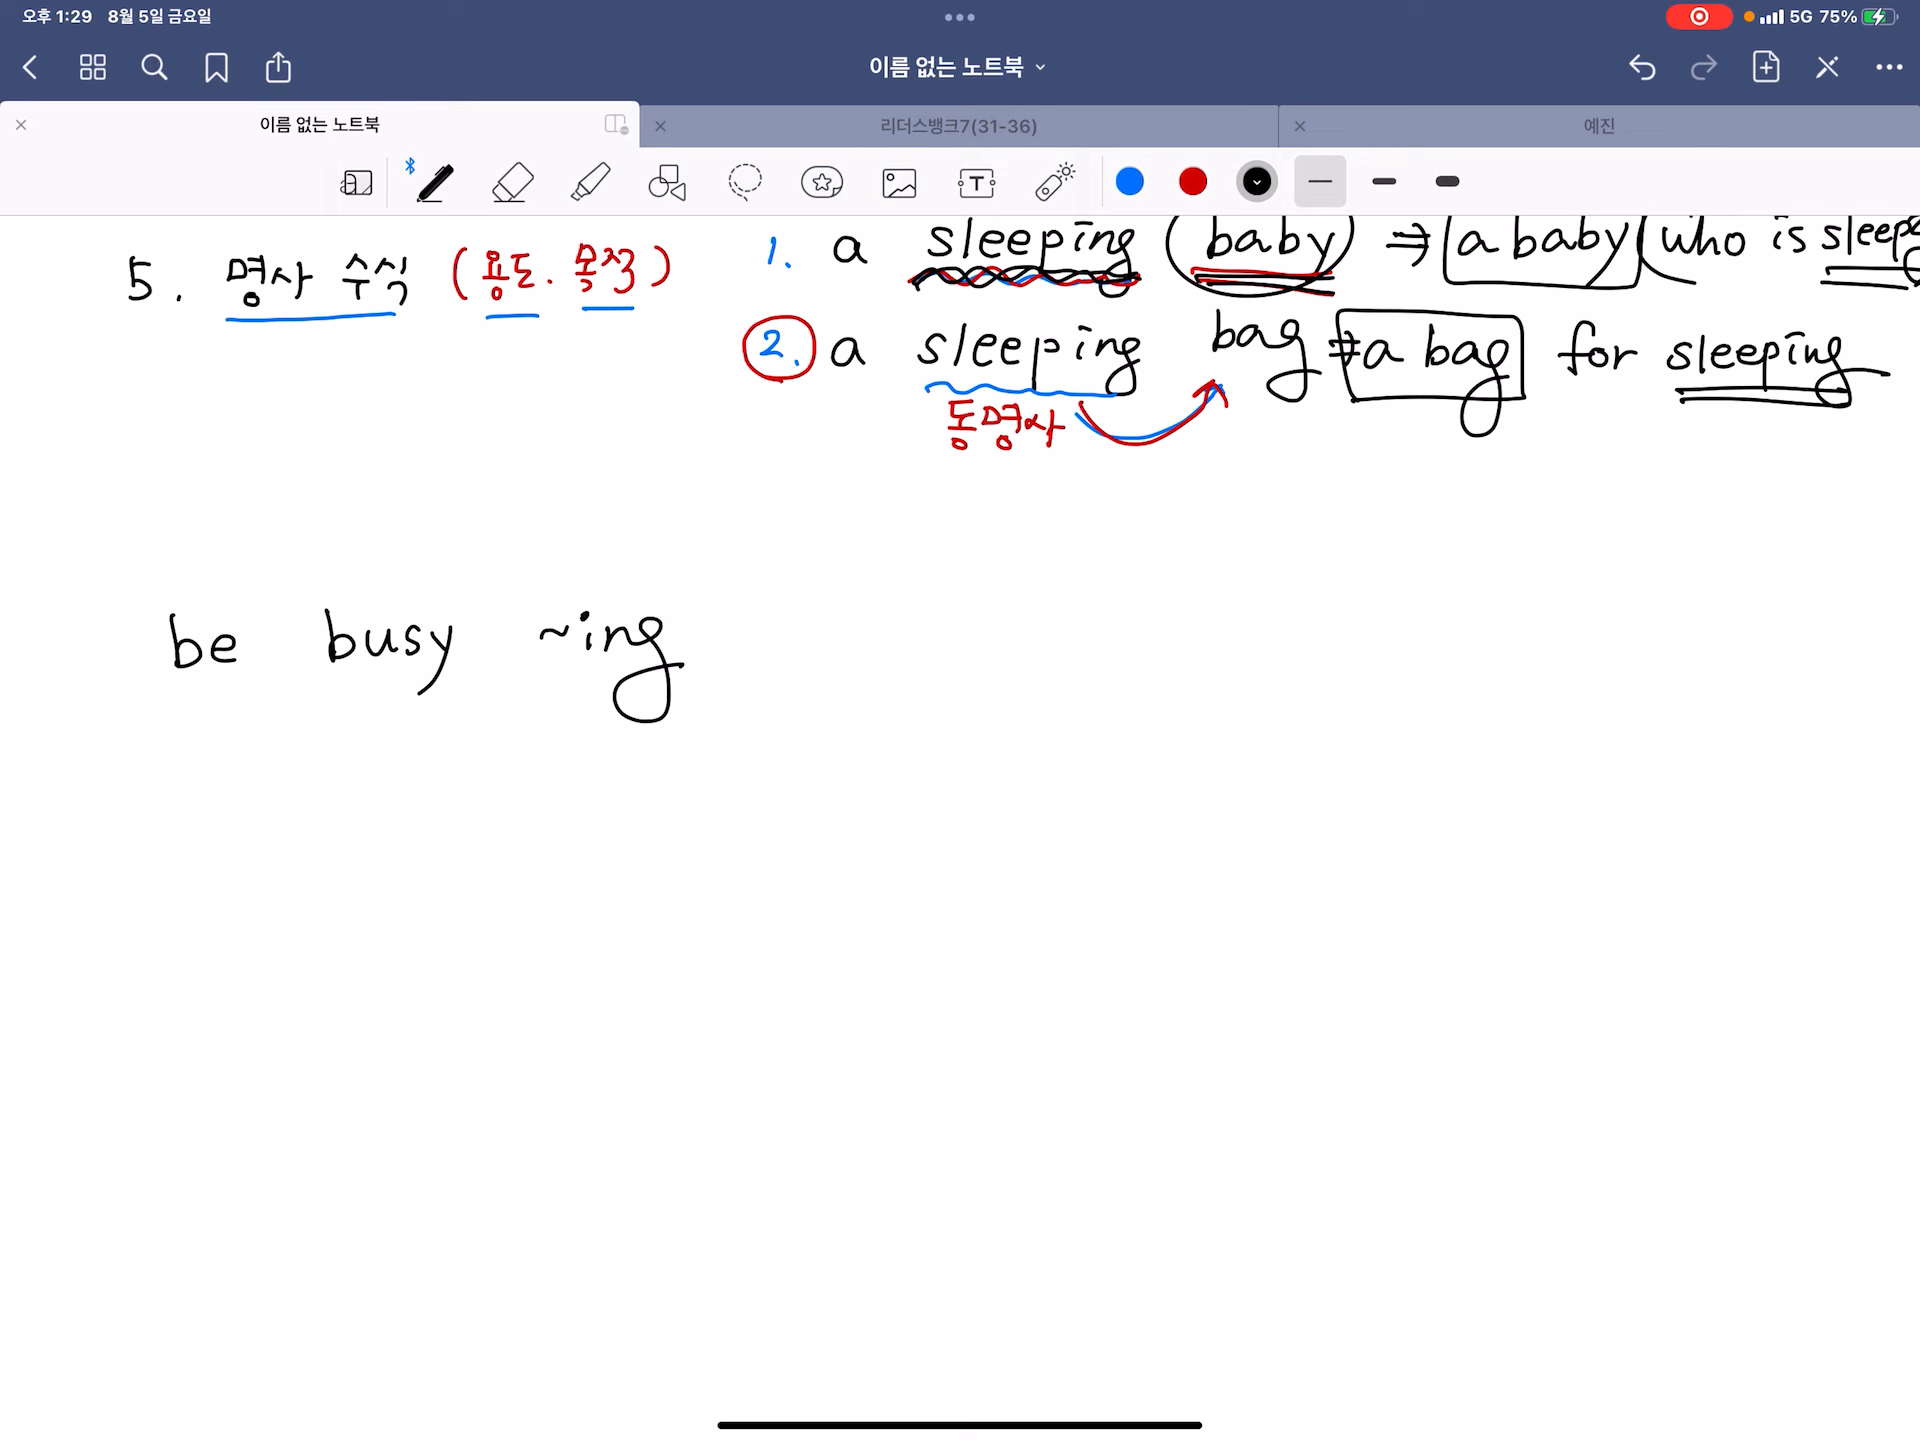 오후 1:29 8월 5일 금요일
5G 75%
이름 없는 노트북
이름 없는 노트북
리더스뱅크7(31-36)
예진
5. 명사 수식 (용도. 목적)
1. a sleeping (baby) ⇒ a baby (who is sleep
2. a sleeping bag ⇒ a bag for sleeping
동명사
be busy ~ing